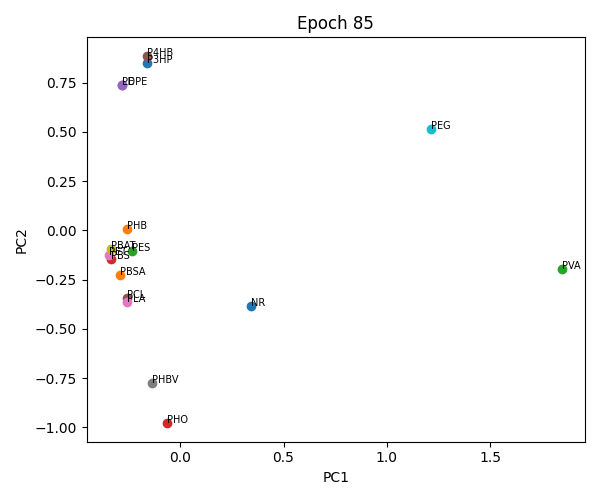 Epoch 85
P4HB
P3HP
LDPE
PEG
PHB
PBAT
PES
PBS
PBSA
PCL
PLA
NR
PVA
PHBV
PHO
0.75
0.50
0.25
0.00
−0.25
−0.50
−0.75
−1.00
PC2
0.0
0.5
1.0
1.5
PC1